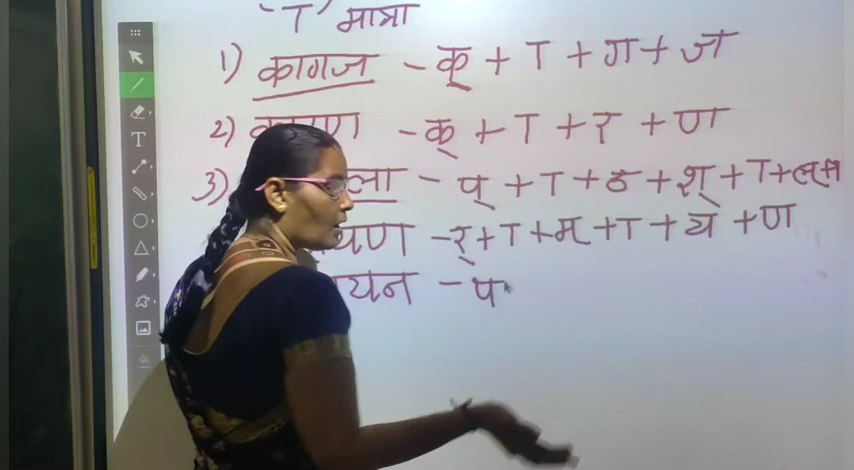 -ा मात्रा
1) कागज - क् + ा + ग + ज
2) - क् + ा + र + ण
3) ला - प् + ा + ठ + श् + ा + ल् +ा
यण - र् + ा + म + ा + य + ण
यन - प
T